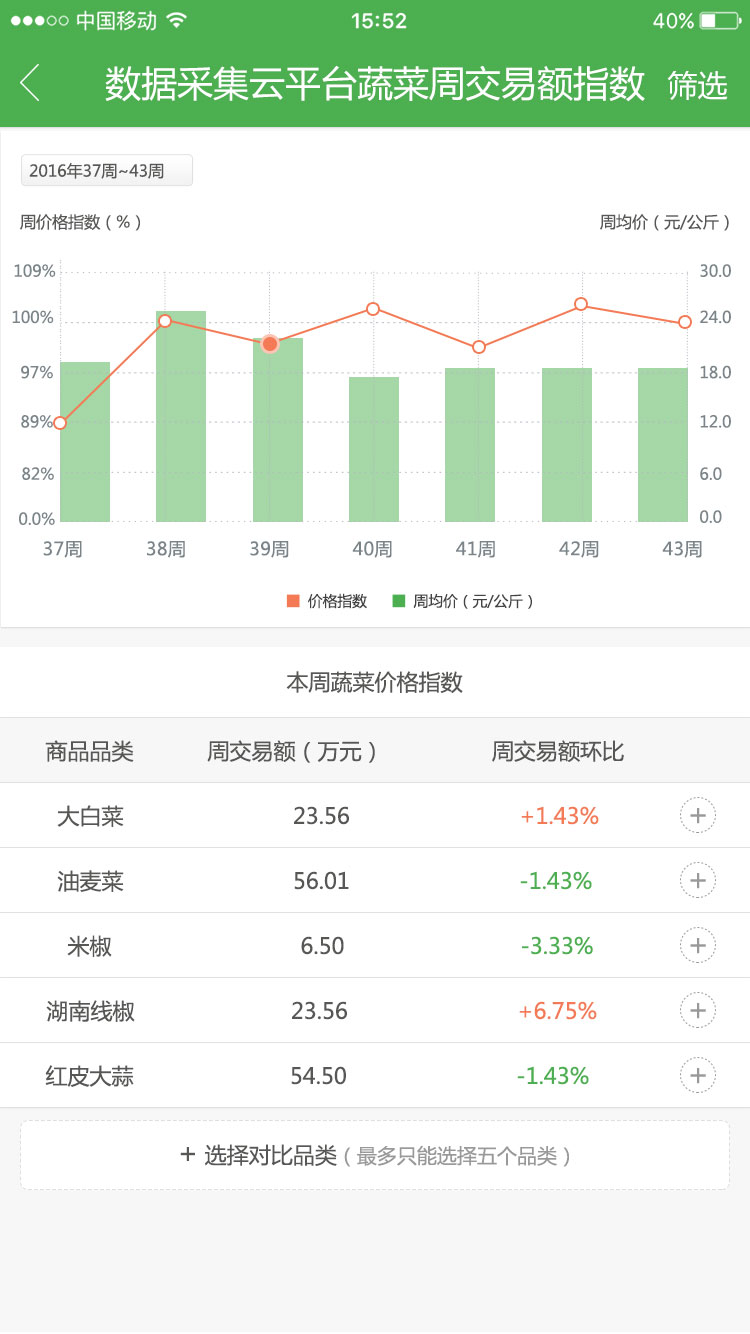 中国移动 15:52 40%
数据采集云平台蔬菜周交易额指数 筛选
2016年37周~43周
周价格指数(%) 周均价(元/公斤)
109% 30.0
100% 24.0
97% 18.0
89% 12.0
82% 6.0
0.0% 0.0
37周 38周 39周 40周 41周 42周 43周
价格指数 周均价(元/公斤)
本周蔬菜价格指数
商品品类 周交易额(万元) 周交易额环比
大白菜 23.56 +1.43% +
油麦菜 56.01 -1.43% +
米椒 6.50 -3.33% +
湖南线椒 23.56 +6.75% +
红皮大蒜 54.50 -1.43% +
+ 选择对比品类(最多只能选择五个品类)